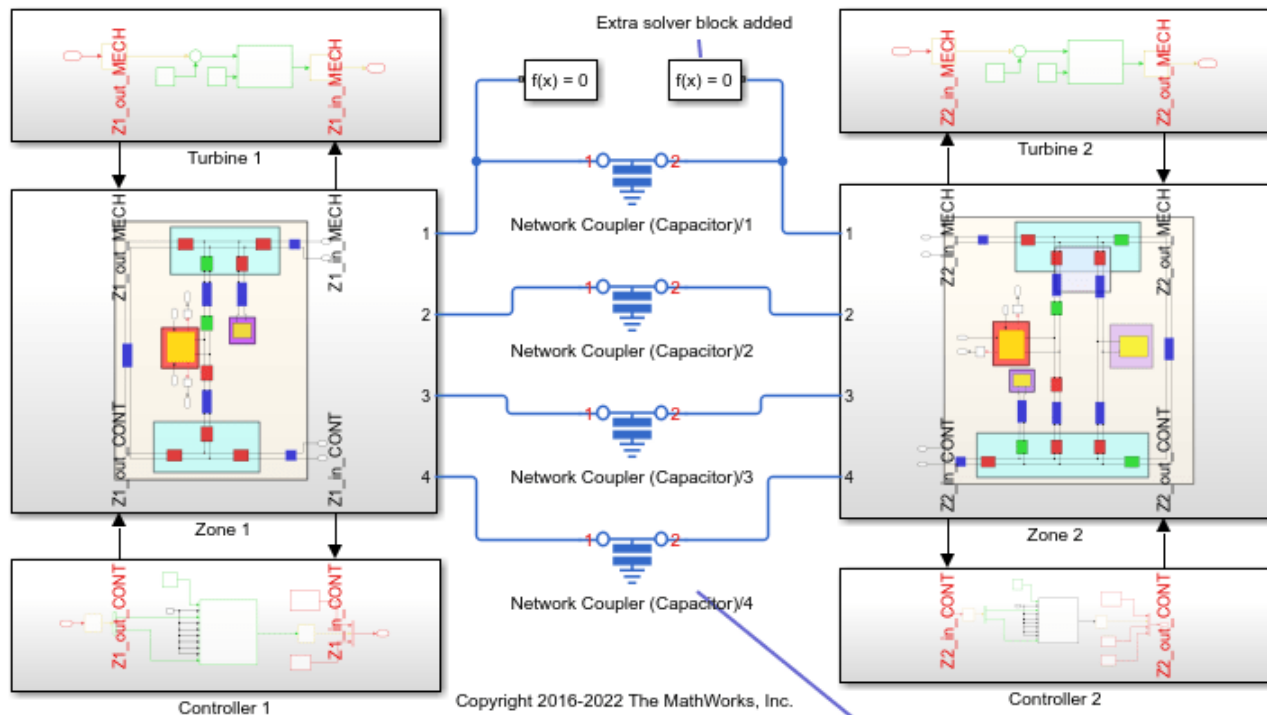 Extra solver block added
f(x) = 0
f(x) = 0
Z1_out_MECH
Z1_in_MECH
Turbine 1
Z2_in_MECH
Z2_out_MECH
Turbine 2
1
2
Network Coupler (Capacitor)/1
Z1_out_MECH
Z1_in_MECH
Z1_out_CONT
Z1_in_CONT
1
2
3
4
Zone 1
1
2
Network Coupler (Capacitor)/2
1
2
Network Coupler (Capacitor)/3
1
2
Network Coupler (Capacitor)/4
1
2
3
4
Z2_in_MECH
Z2_out_MECH
Z2_in_CONT
Z2_out_CONT
Zone 2
Z1_out_CONT
Z1_in_CONT
Controller 1
Z2_in_CONT
Z2_out_CONT
Controller 2
Copyright 2016-2022 The MathWorks, Inc.